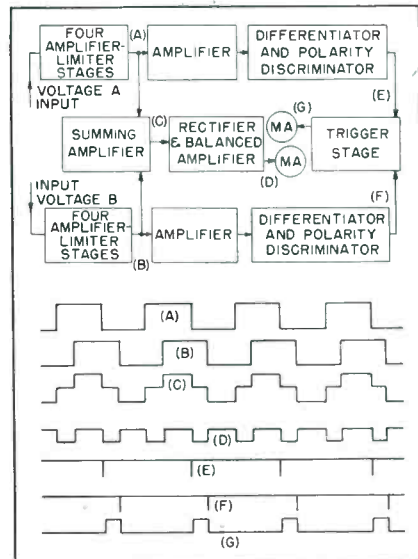 FOUR
AMPLIFIER-
LIMITER
STAGES
(A)
AMPLIFIER
DIFFERENTIATOR
AND POLARITY
DISCRIMINATOR
VOLTAGE A
INPUT
(E)
SUMMING
AMPLIFIER
(C)
RECTIFIER
& BALANCED
AMPLIFIER
(G)
MA
MA
(D)
TRIGGER
STAGE
INPUT
VOLTAGE B
(F)
FOUR
AMPLIFIER-
LIMITER
STAGES
(B)
AMPLIFIER
DIFFERENTIATOR
AND POLARITY
DISCRIMINATOR
(A)
(B)
(C)
(D)
(E)
(F)
(G)